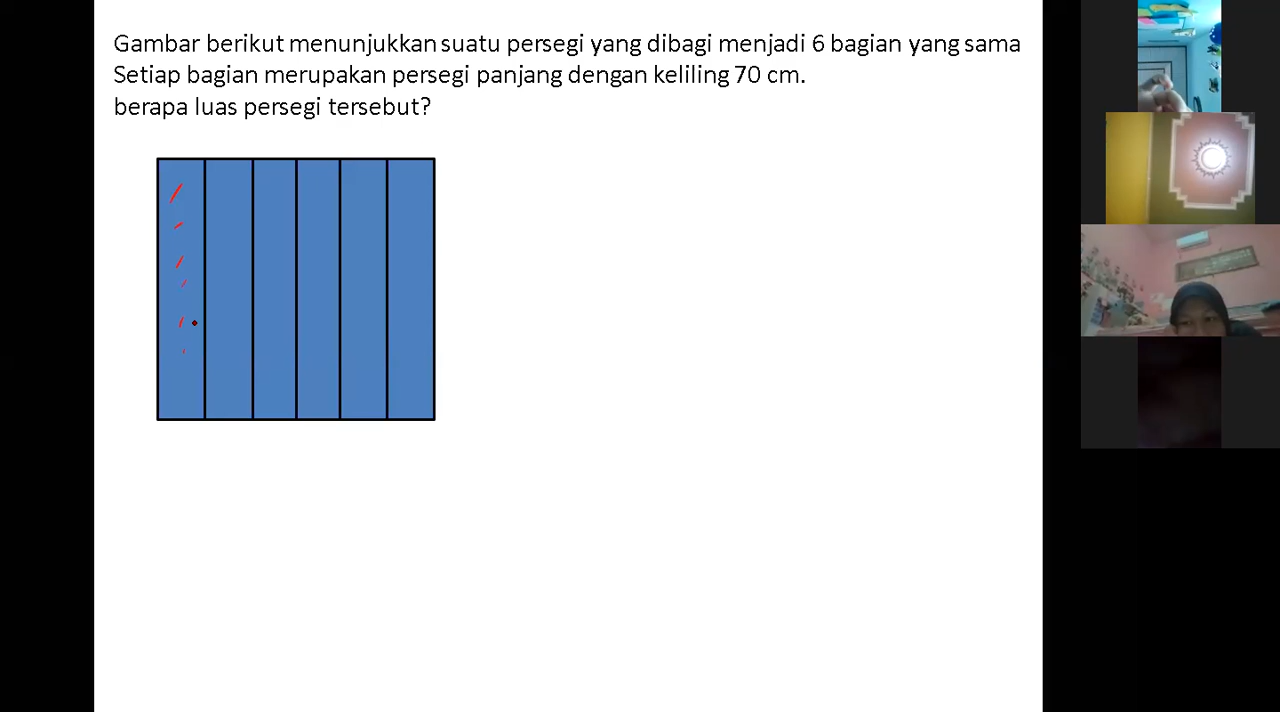 Gambar berikut menunjukkan suatu persegi yang dibagi menjadi 6 bagian yang sama
Setiap bagian merupakan persegi panjang dengan keliling 70 cm.
berapa luas persegi tersebut?